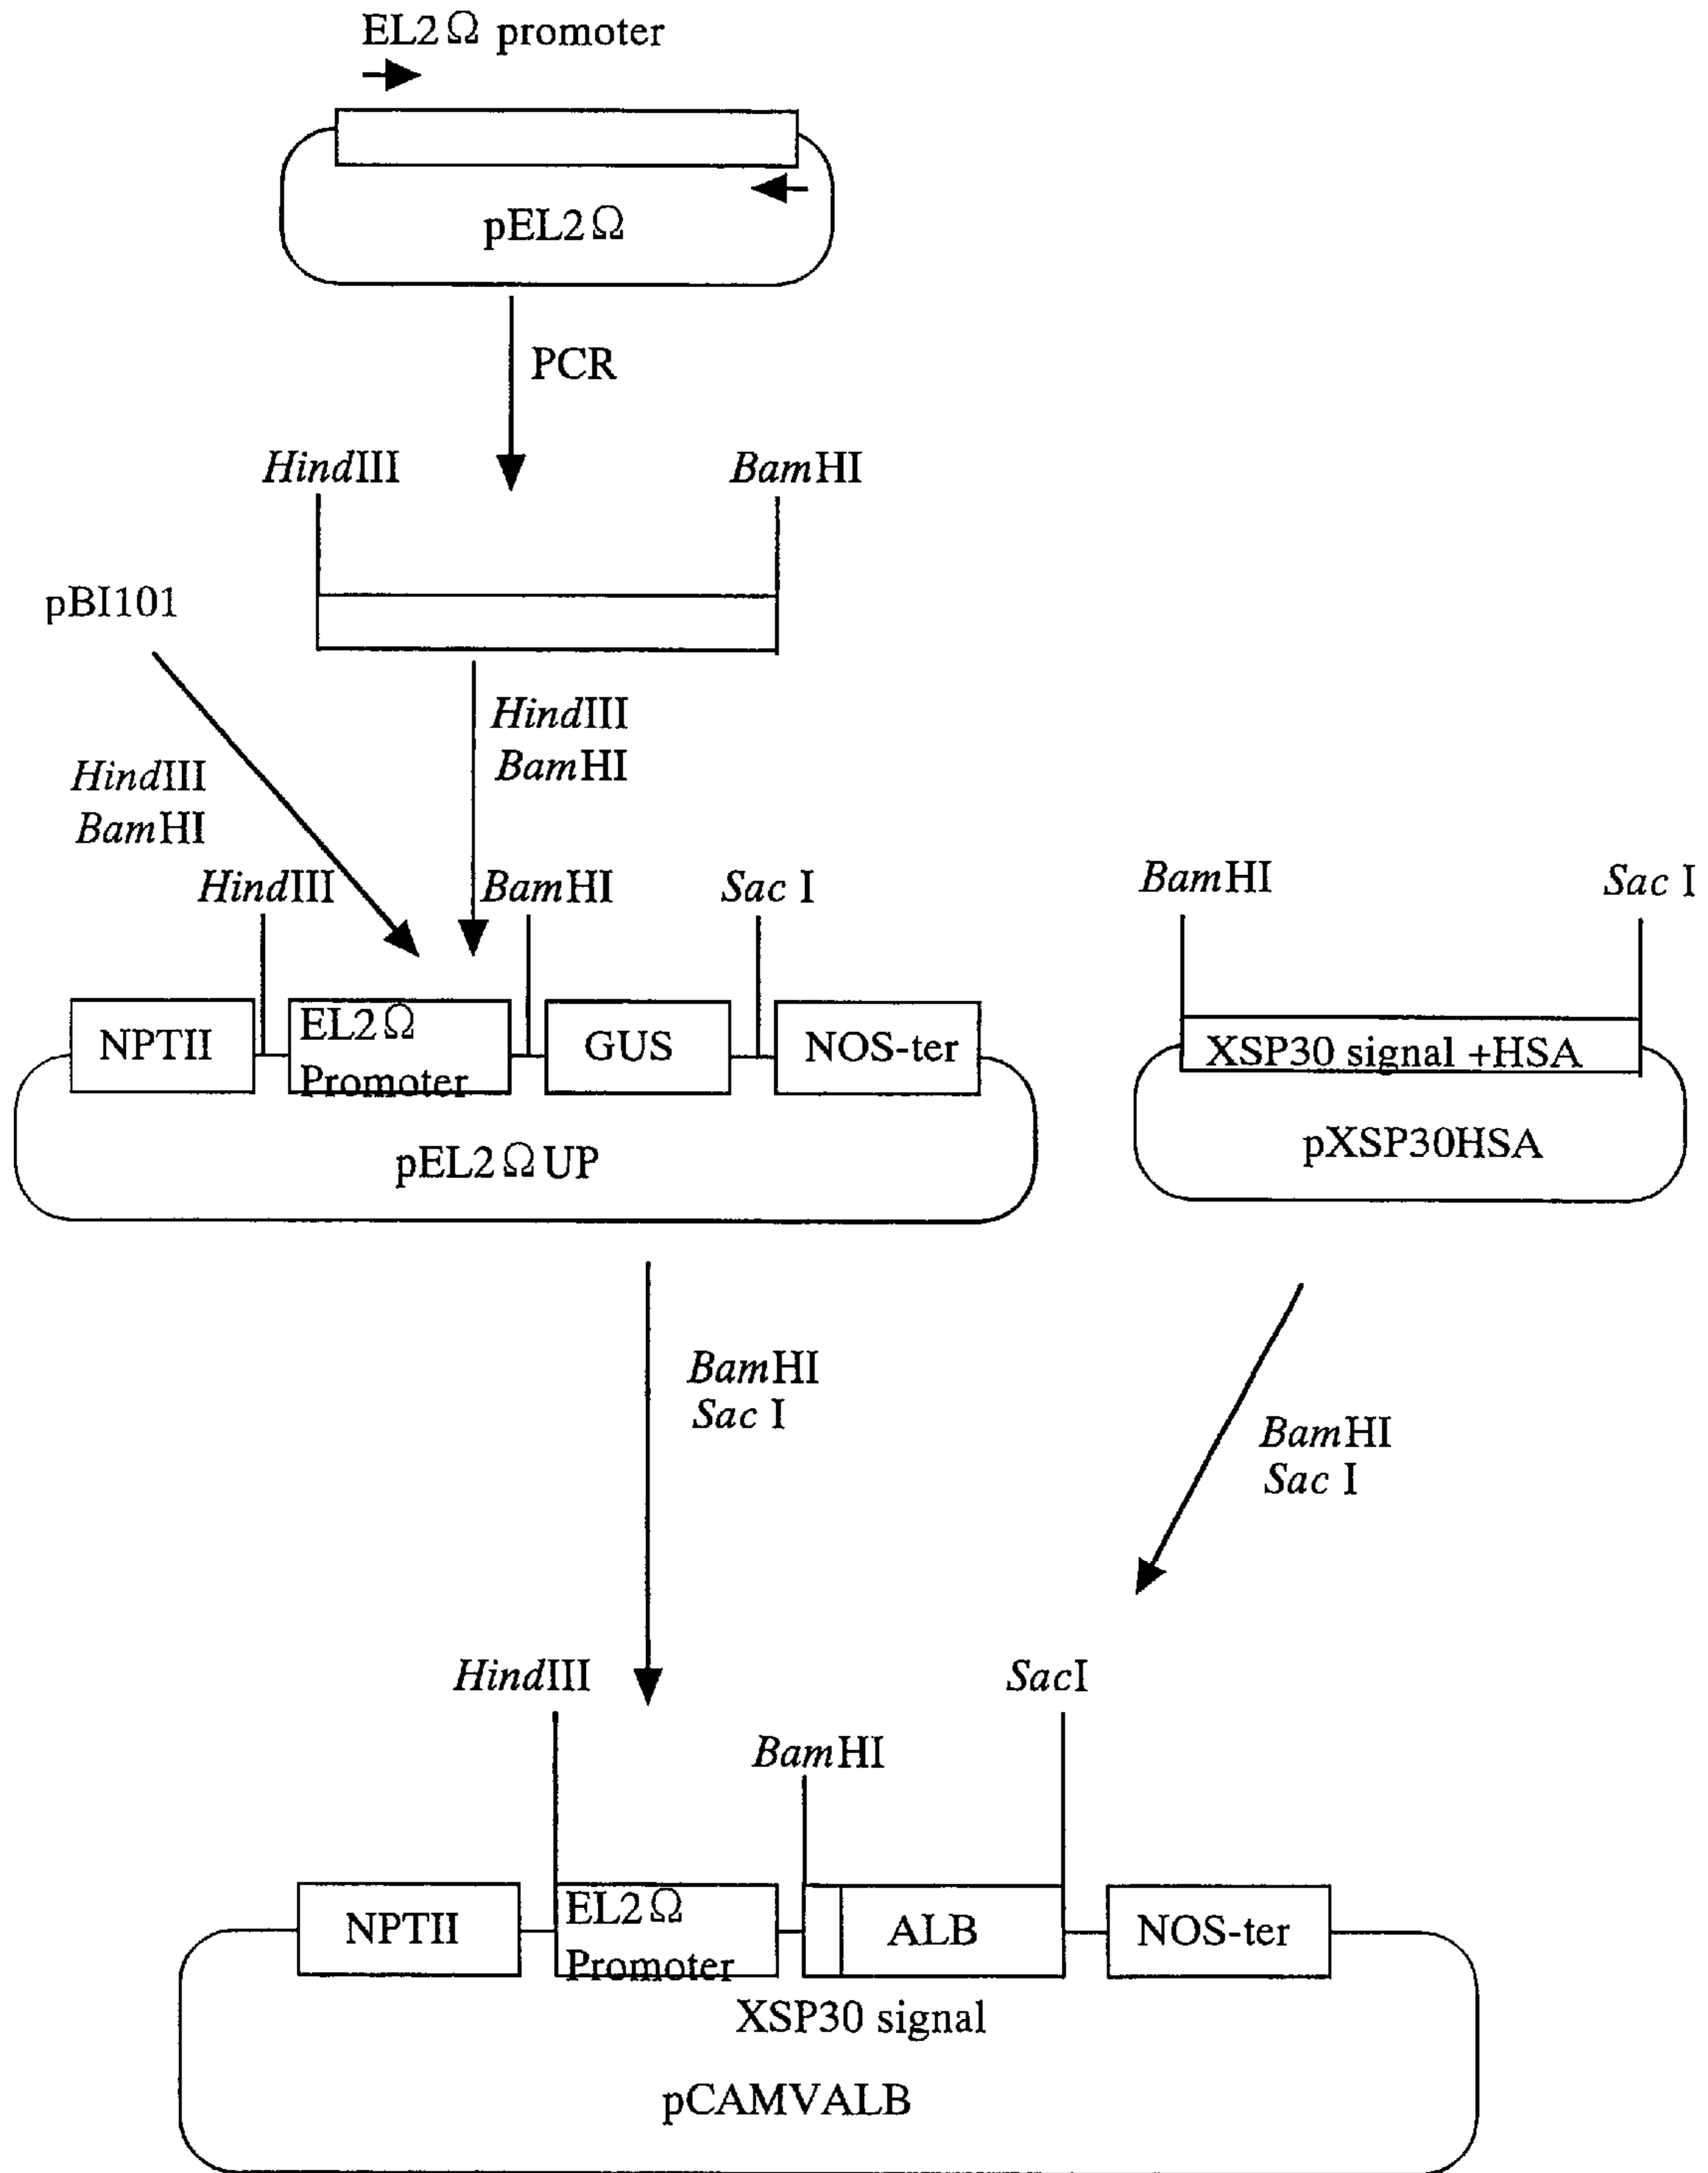 EL2Ω promoter
pEL2Ω
PCR
HindIII
BamHI
pBI101
HindIII
BamHI
HindIII
BamHI
HindIII
BamHI
Sac I
BamHI
Sac I
NPTII
EL2Ω
Promoter
GUS
NOS-ter
XSP30 signal +HSA
pEL2ΩUP
pXSP30HSA
BamHI
Sac I
BamHI
Sac I
HindIII
SacI
BamHI
NPTII
EL2Ω
Promoter
ALB
NOS-ter
XSP30 signal
pCAMVALB